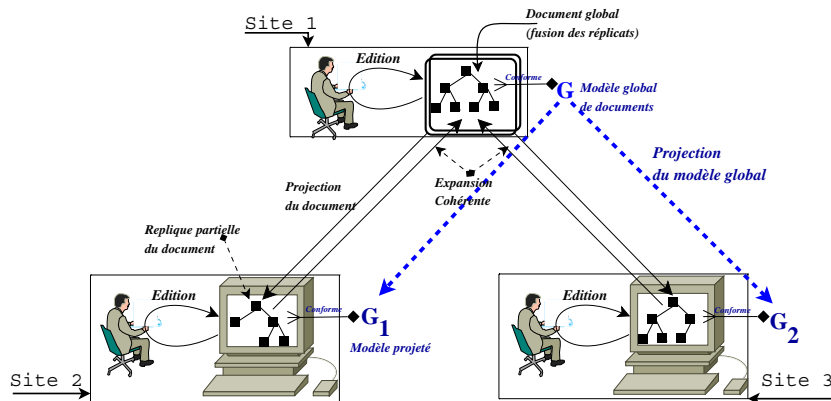 Site 1
Document global
(fusion des réplicats)
Edition
Conforme
G
Modèle global
de documents
Projection
du modèle global
Projection
du document
Expansion
Cohérente
Replique partielle
du document
Edition
Conforme
G1
Modèle projeté
Site 2
Edition
Conforme
G2
Site 3